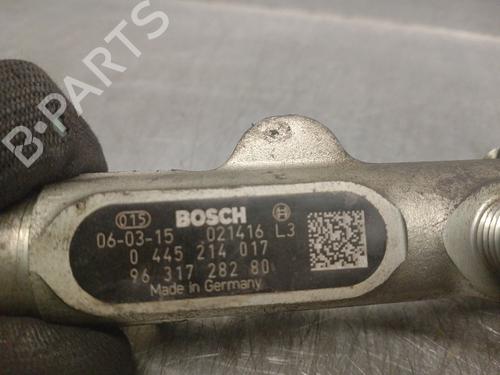 B-PARTS
015 BOSCH
06-03-15 021416 L3
0 445 214 017
96 317 282 80
Made in Germany